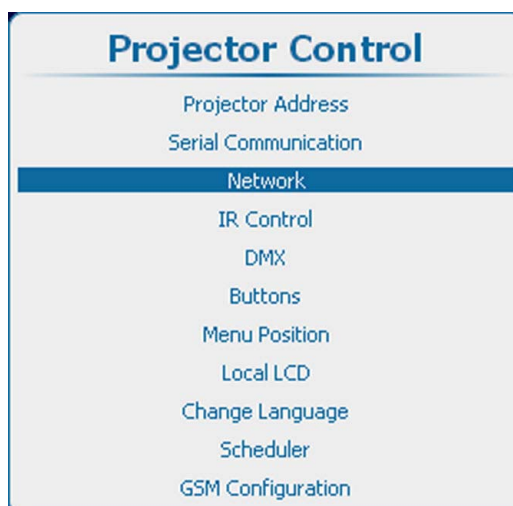 Projector Control
Projector Address
Serial Communication
Network
IR Control
DMX
Buttons
Menu Position
Local LCD
Change Language
Scheduler
GSM Configuration